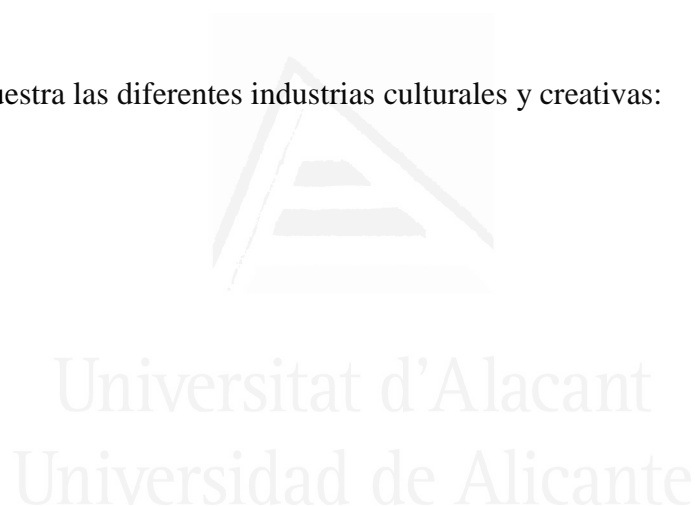 uestra las diferentes industrias culturales y creativas:
Universitat d'Alacant
Universidad de Alicante